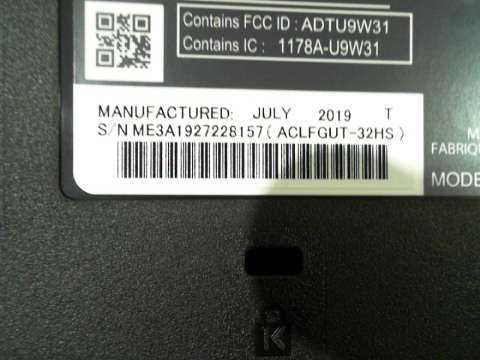 Contains FCC ID : ADTU9W31
Contains IC : 1178A-U9W31
MANUFACTURED: JULY 2019 T
S/N ME3A1927228157 ( ACLFGUT-32HS )
M
FABRIQU
MODE
K